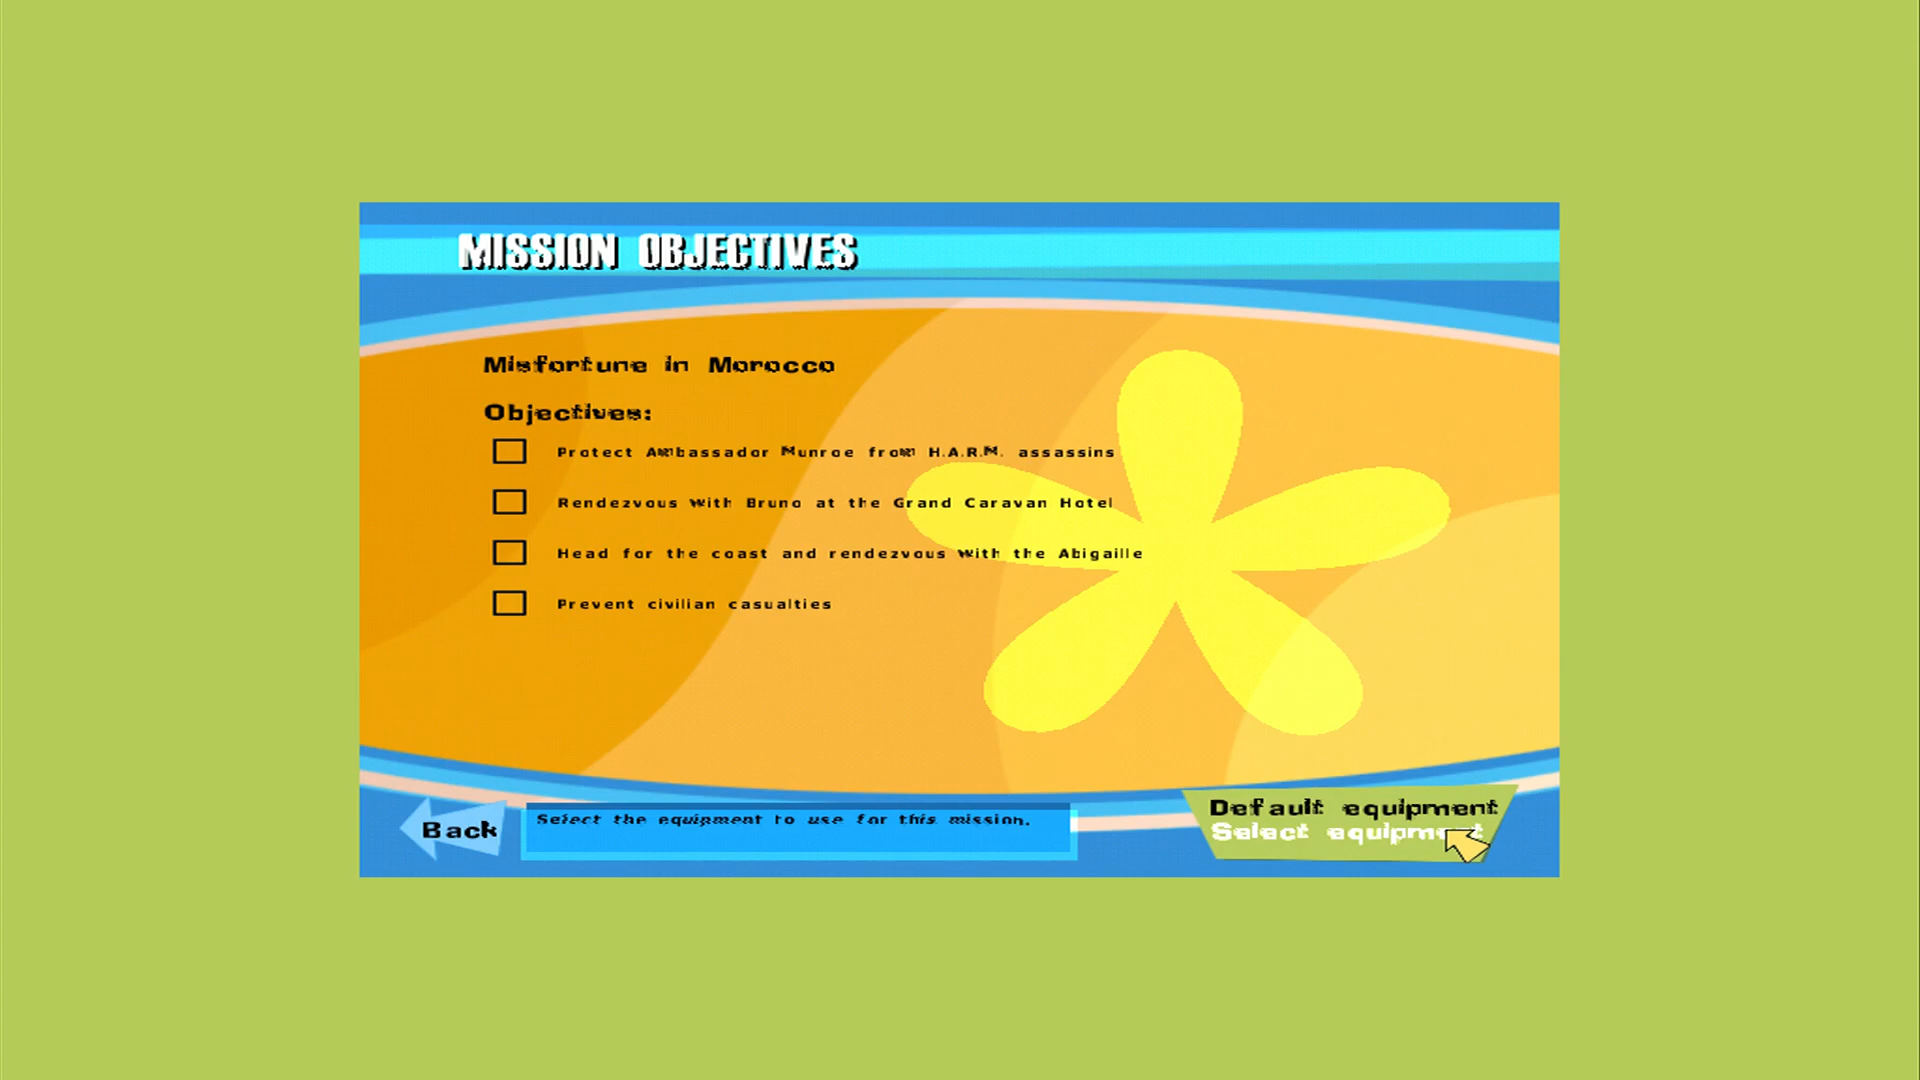 MISSION OBJECTIVES
Misfortune in Morocco
Objectives:
Protect Ambassador Munroe from H.A.R.M. assassins
Rendezvous with Bruno at the Grand Caravan Hotel
Head for the coast and rendezvous with the Abigaille
Prevent civilian casualties
Back
Select the equipment to use for this mission.
Default equipment
Select equipment